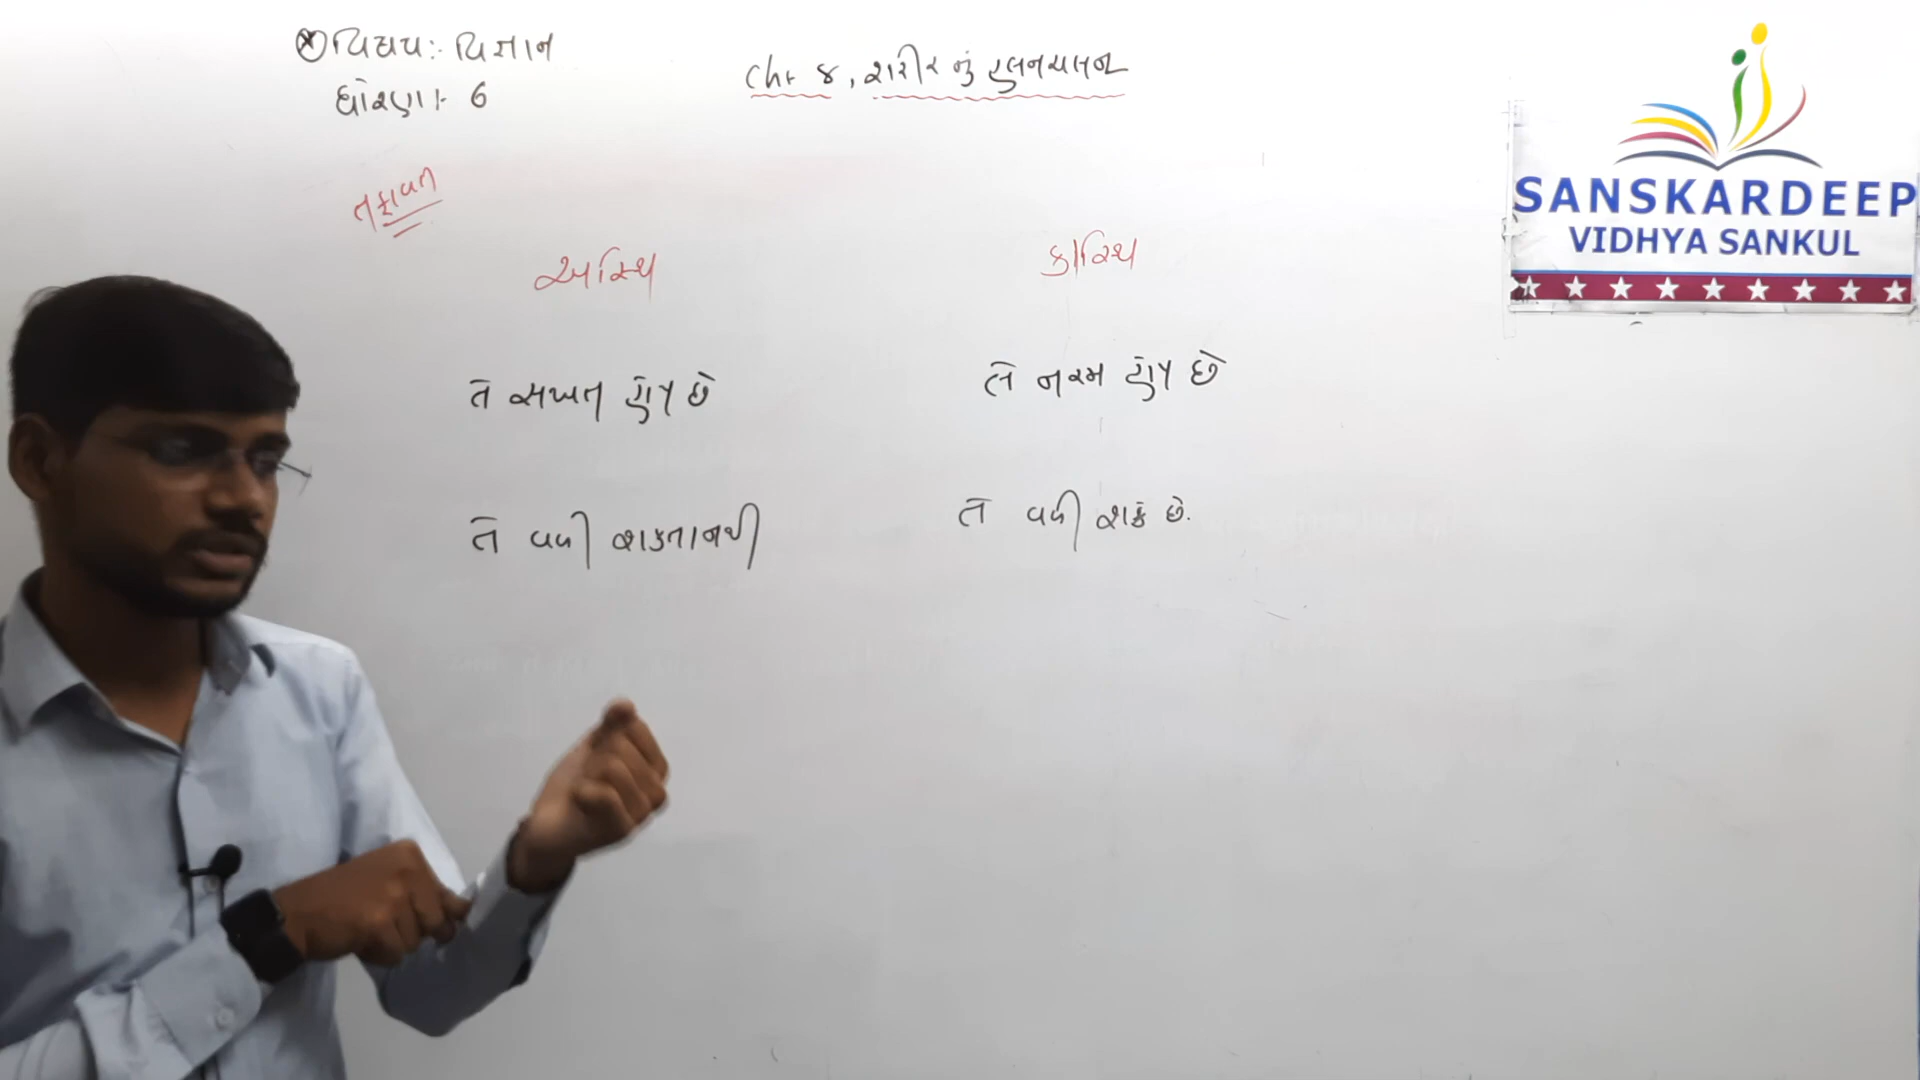 વિષય:- વિજ્ઞાન
ધોરણ :- 6
Ch:- 8, શરીર નું હલનચલન
તફાવત
અસ્થિ
કાસ્થિ
તે સખત હોય છે
તે નરમ હોય છે
તે વળી શકતા નથી
તે વળી શકે છે.
SANSKARDEEP
VIDHYA SANKUL